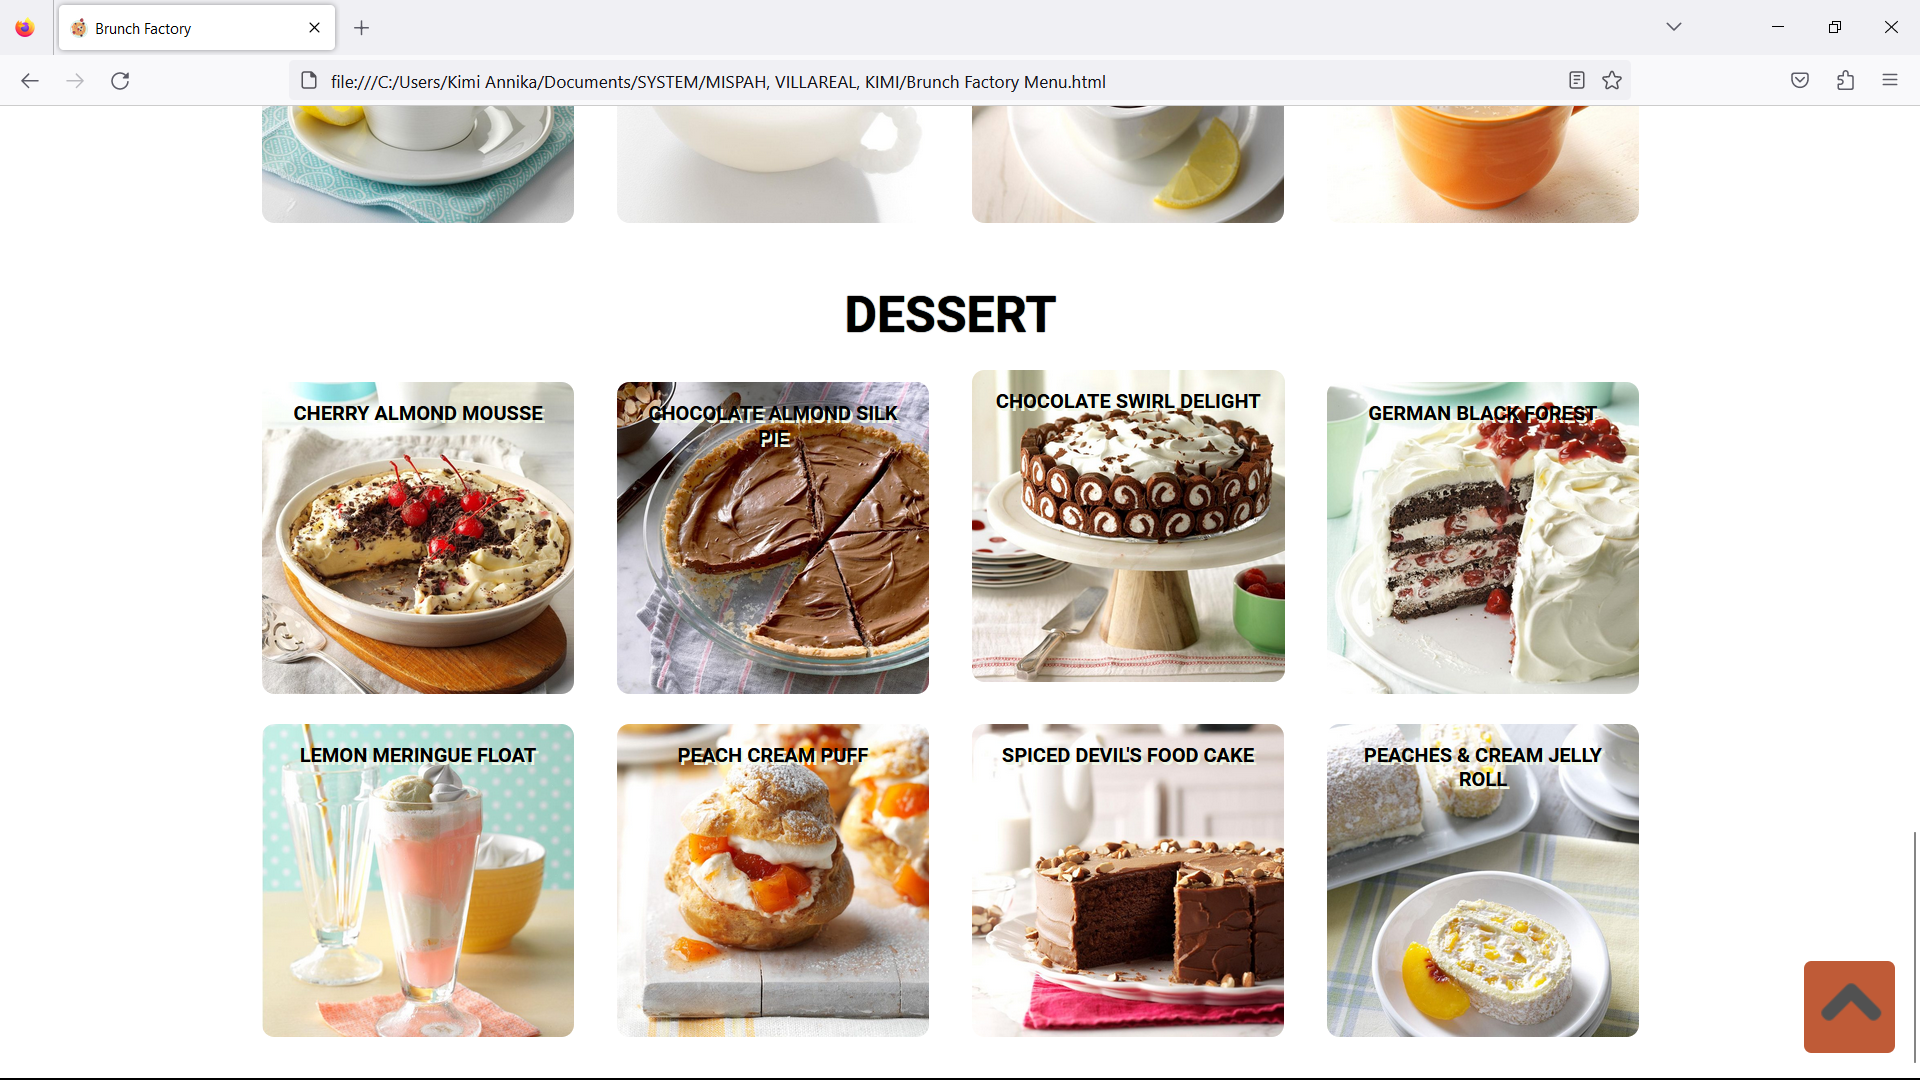 Brunch Factory
file:///C:/Users/Kimi Annika/Documents/SYSTEM/MISPAH, VILLAREAL, KIMI/Brunch Factory Menu.html
DESSERT
CHERRY ALMOND MOUSSE
CHOCOLATE ALMOND SILK
PIE
CHOCOLATE SWIRL DELIGHT
GERMAN BLACK FOREST
LEMON MERINGUE FLOAT
PEACH CREAM PUFF
SPICED DEVIL'S FOOD CAKE
PEACHES & CREAM JELLY
ROLL